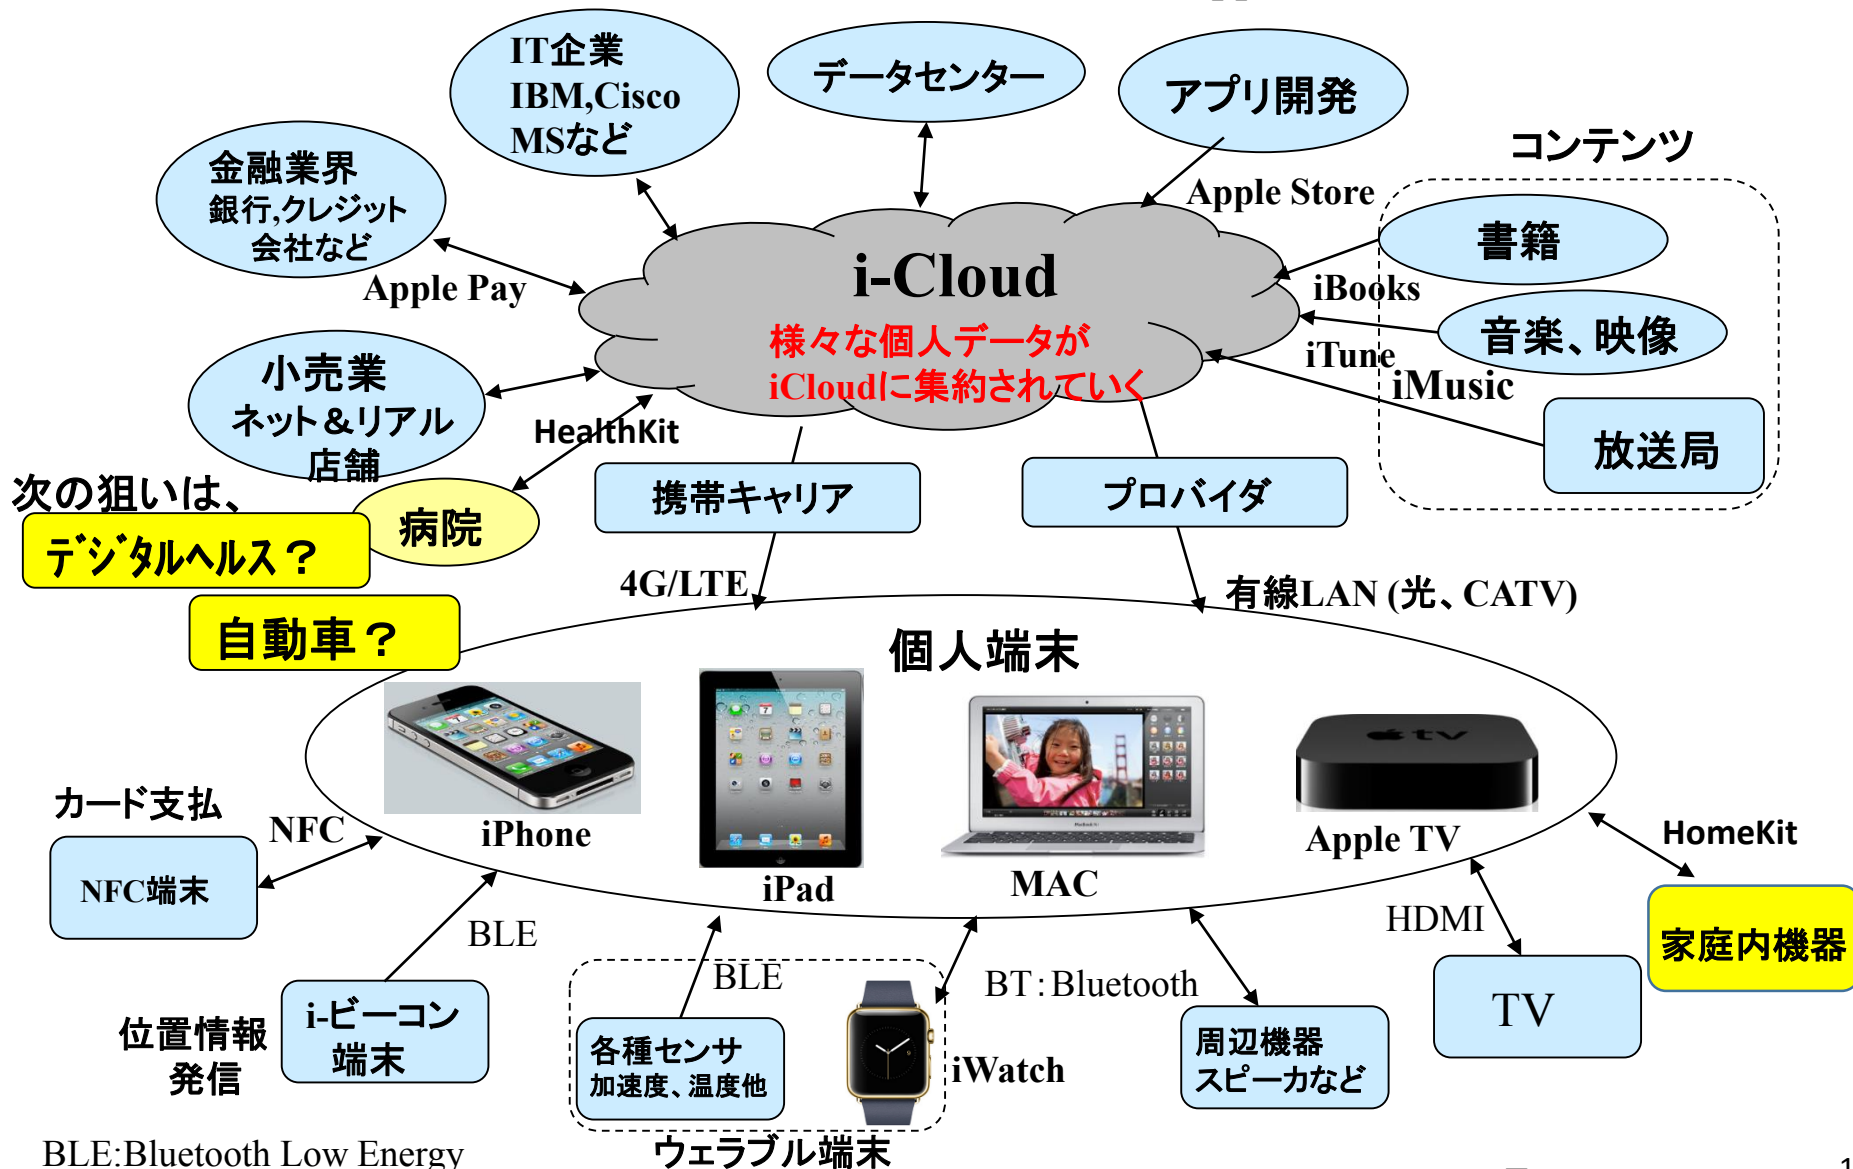 IT企業
IBM,Cisco
MSなど
データセンター
アプリ開発
コンテンツ
金融業界
銀行,クレジット
会社など
Apple Store
書籍
i-Cloud
Apple Pay
iBooks
様々な個人データが
iCloudに集約されていく
音楽、映像
iTune
iMusic
小売業
ネット＆リアル
店舗
HealthKit
放送局
次の狙いは、
デジタルヘルス？
病院
携帯キャリア
プロバイダ
4G/LTE
有線LAN (光、CATV)
自動車？
個人端末
tv
カード支払
NFC
iPhone
iPad
MAC
Apple TV
HomeKit
NFC端末
BLE
HDMI
家庭内機器
BLE
BT：Bluetooth
TV
位置情報
発信
i-ビーコン
端末
各種センサ
加速度、温度他
iWatch
周辺機器
スピーカなど
ウェラブル端末
BLE:Bluetooth Low Energy
1